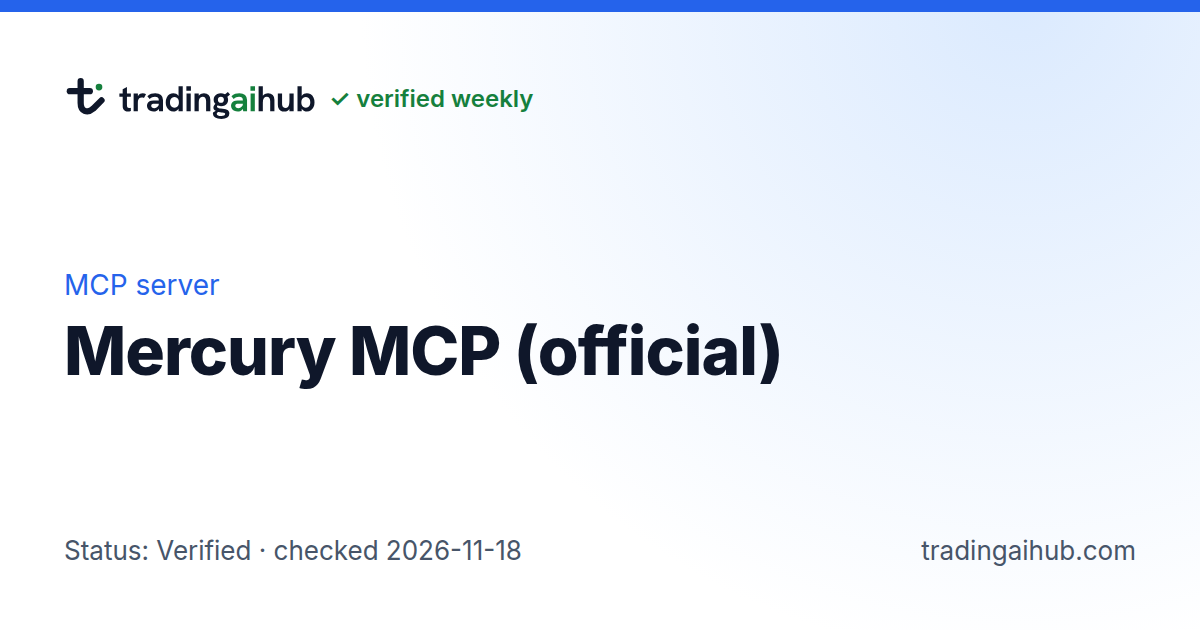 tradingaihub ✓ verified weekly
MCP server
Mercury MCP (official)
Status: Verified · checked 2026-11-18
tradingaihub.com